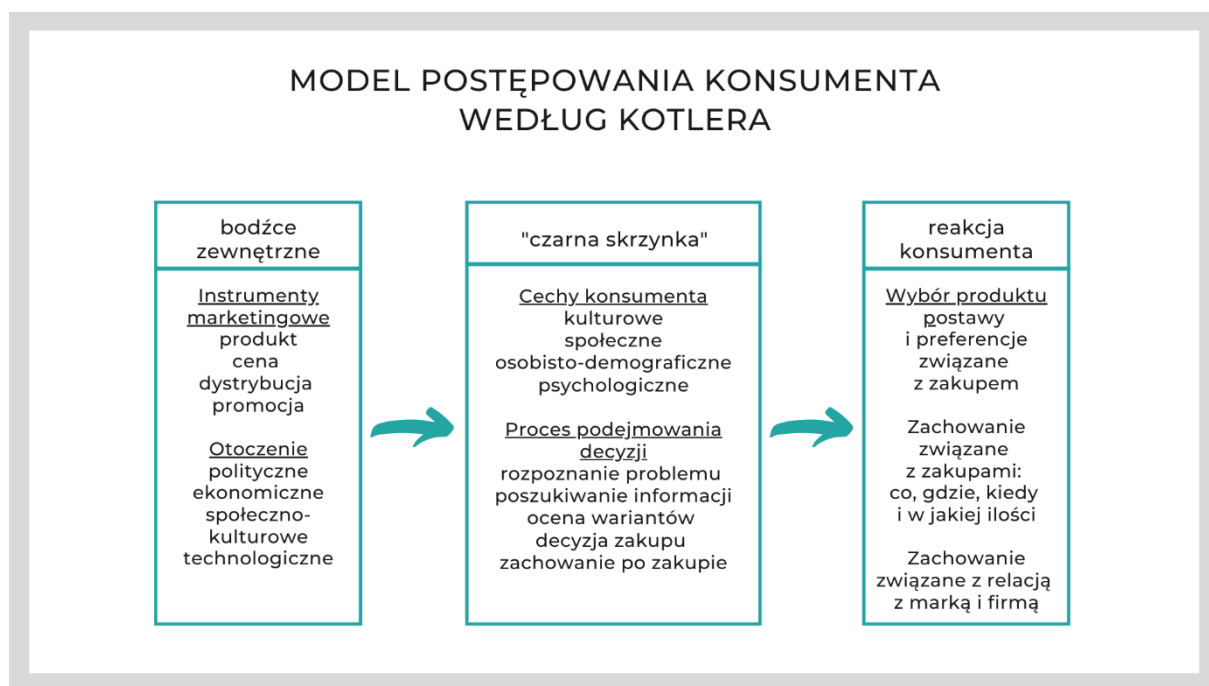 MODEL POSTĘPOWANIA KONSUMENTA
WEDŁUG KOTLERA
bodźce
zewnętrzne
Instrumenty
marketingowe
produkt
cena
dystrybucja
promocja
Otoczenie
polityczne
ekonomiczne
społeczno-
kulturowe
technologiczne
"czarna skrzynka"
Cechy konsumenta
kulturowe
społeczne
osobisto-demograficzne
psychologiczne
Proces podejmowania
decyzji
rozpoznanie problemu
poszukiwanie informacji
ocena wariantów
decyzja zakupu
zachowanie po zakupie
reakcja
konsumenta
Wybór produktu
postawy
i preferencje
związane
z zakupem
Zachowanie
związane
z zakupami:
co, gdzie, kiedy
i w jakiej ilości
Zachowanie
związane z relacją
z marką i firmą